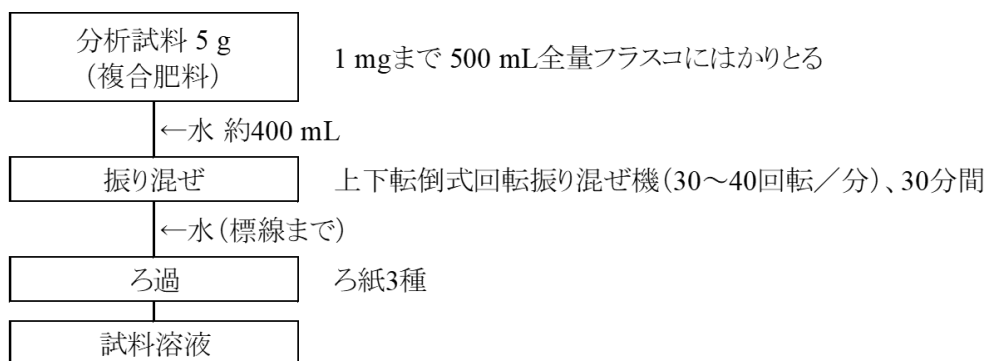 分析試料 5 g
（複合肥料）
1 mgまで 500 mL全量フラスコにはかりとる
←水 約400 mL
振り混ぜ
上下転倒式回転振り混ぜ機（30～40回転／分）、30分間
←水（標線まで）
ろ過
ろ紙3種
試料溶液